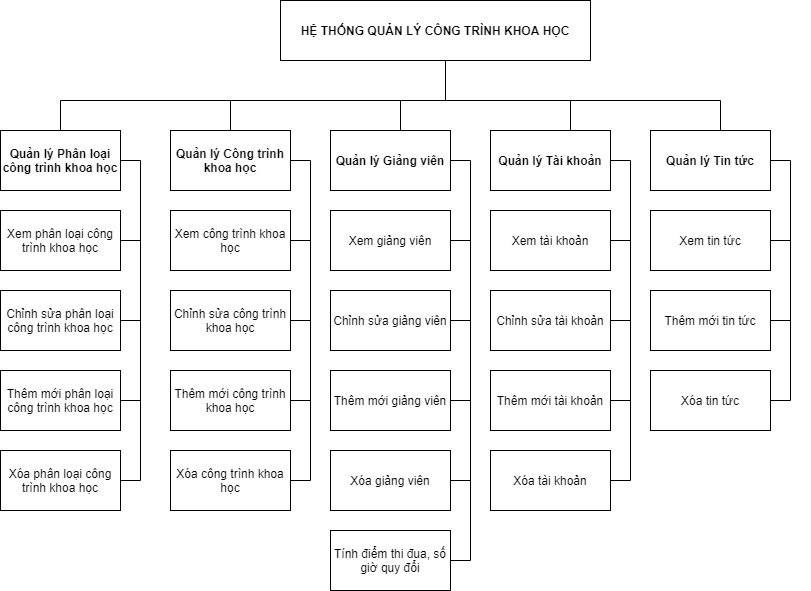 HỆ THỐNG QUẢN LÝ CÔNG TRÌNH KHOA HỌC
Quản lý Phân loại
công trình khoa học
Quản lý Công trình
khoa học
Quản lý Giảng viên
Quản lý Tài khoản
Quản lý Tin tức
Xem phân loại công
trình khoa học
Xem công trình khoa
học
Xem giảng viên
Xem tài khoản
Xem tin tức
Chỉnh sửa phân loại
công trình khoa học
Chỉnh sửa công trình
khoa học
Chỉnh sửa giảng viên
Chỉnh sửa tài khoản
Thêm mới tin tức
Thêm mới phân loại
công trình khoa học
Thêm mới công trình
khoa học
Thêm mới giảng viên
Thêm mới tài khoản
Xóa tin tức
Xóa phân loại công
trình khoa học
Xóa công trình khoa
học
Xóa giảng viên
Xóa tài khoản
Tính điểm thi đua, số
giờ quy đổi